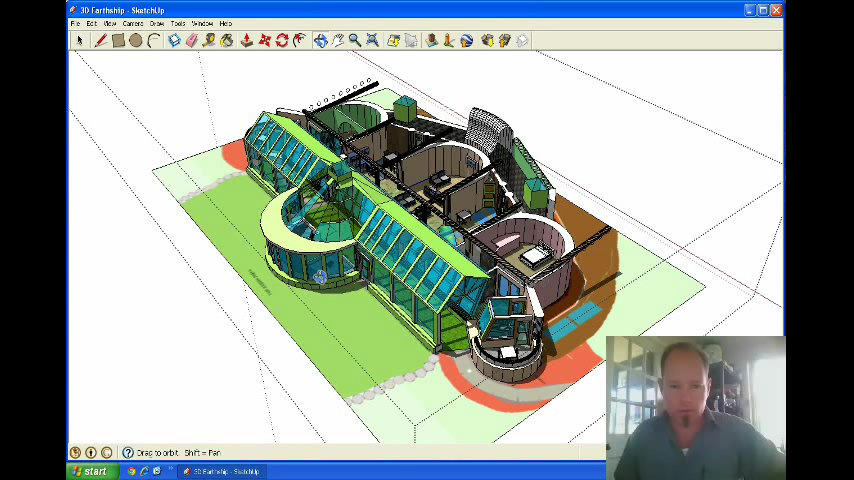 3D Earthship - SketchUp
File Edit View Camera Draw Tools Window Help
Drag to orbit. Shift = Pan
start
3D Earthship - SketchUp